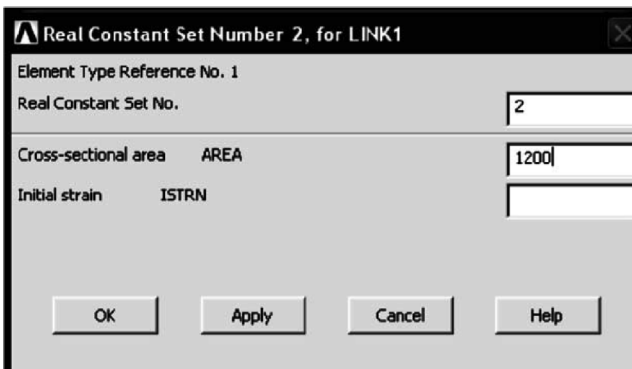 Real Constant Set Number 2, for LINK1
Element Type Reference No. 1
Real Constant Set No. 2
Cross-sectional area AREA 1200
Initial strain ISTRN
OK Apply Cancel Help